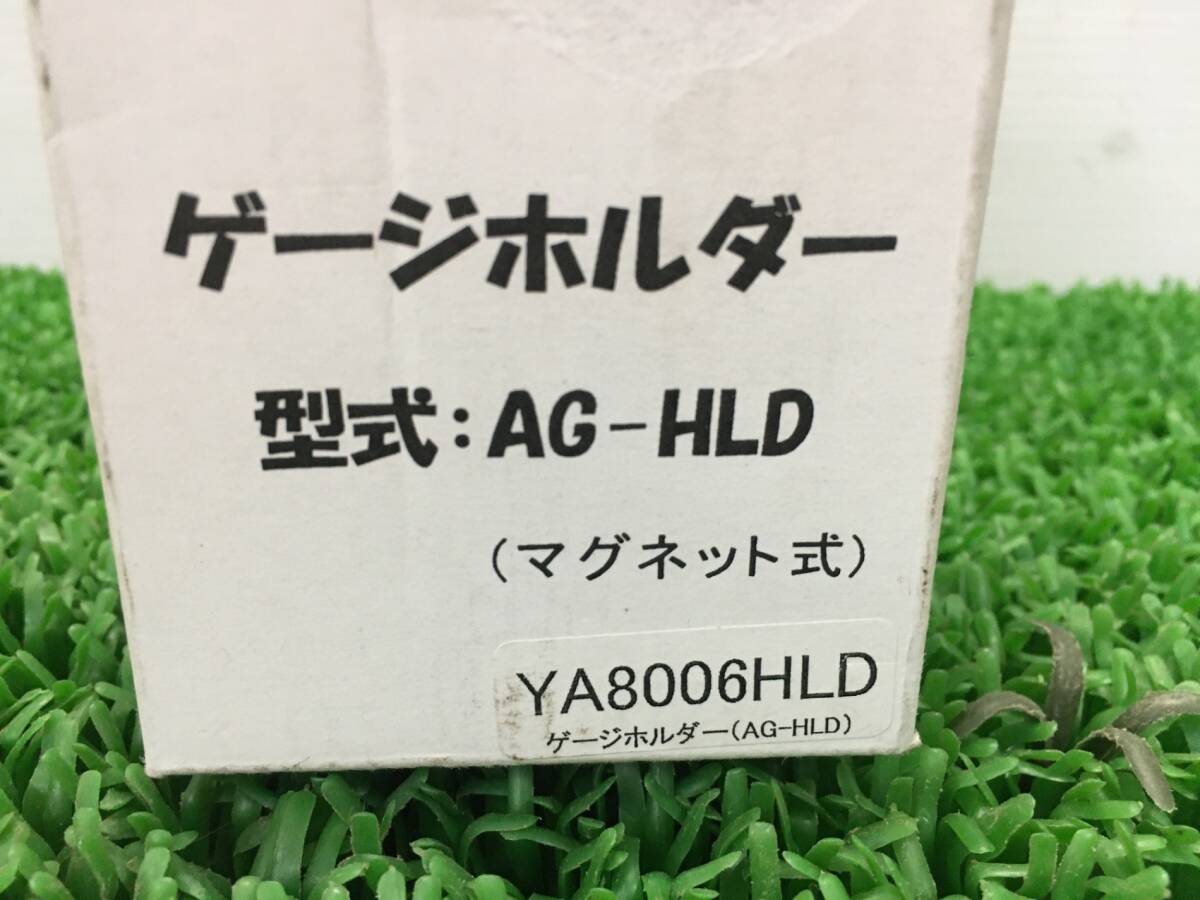 ゲージホルダー
型式：AG-HLD
（マグネット式）
YA8006HLD
ゲージホルダー(AG-HLD)